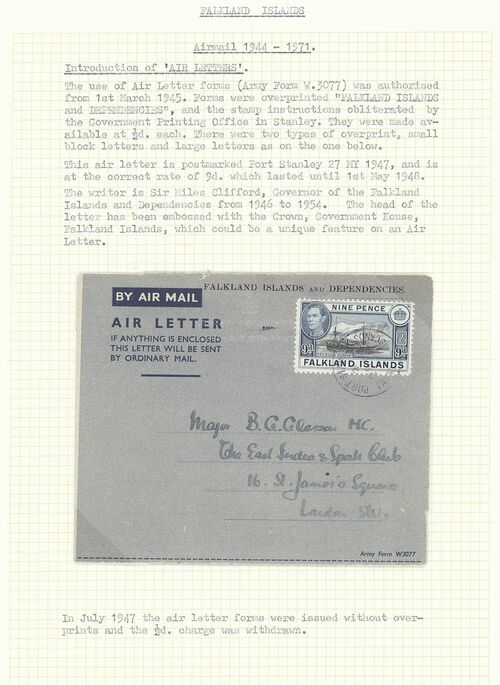 FALKLAND ISLANDS
Airmail 1944 - 1971.
Introduction of 'AIR LETTERS'.
The use of Air Letter forms (Army Form W.3077) was authorised
from 1st March 1945. Forms were overprinted "FALKLAND ISLANDS
and DEPENDENCIES", and the stamp instructions obliterated by
the Government Printing Office in Stanley. They were made av-
ailable at ½d. each. There were two types of overprint, small
block letters and large letters as on the one below.
This air letter is postmarked Port Stanley 27 MY 1947, and is
at the correct rate of 9d. which lasted until 1st May 1948.
The writer is Sir Miles Clifford, Governor of the Falkland
Islands and Dependencies from 1946 to 1954. The head of the
letter has been embossed with the Crown, Government House,
Falkland Islands, which could be a unique feature on an Air
Letter.
FALKLAND ISLANDS AND DEPENDENCIES.
BY AIR MAIL
AIR LETTER
IF ANYTHING IS ENCLOSED
THIS LETTER WILL BE SENT
BY ORDINARY MAIL.
NINE PENCE
9d 9d
FALKLAND ISLANDS
Major B. G. MC.
The East India & Sports Club
16. St. James's Square
London SW1.
Army Form W3077
In July 1947 the air letter forms were issued without over-
prints and the ½d. charge was withdrawn.